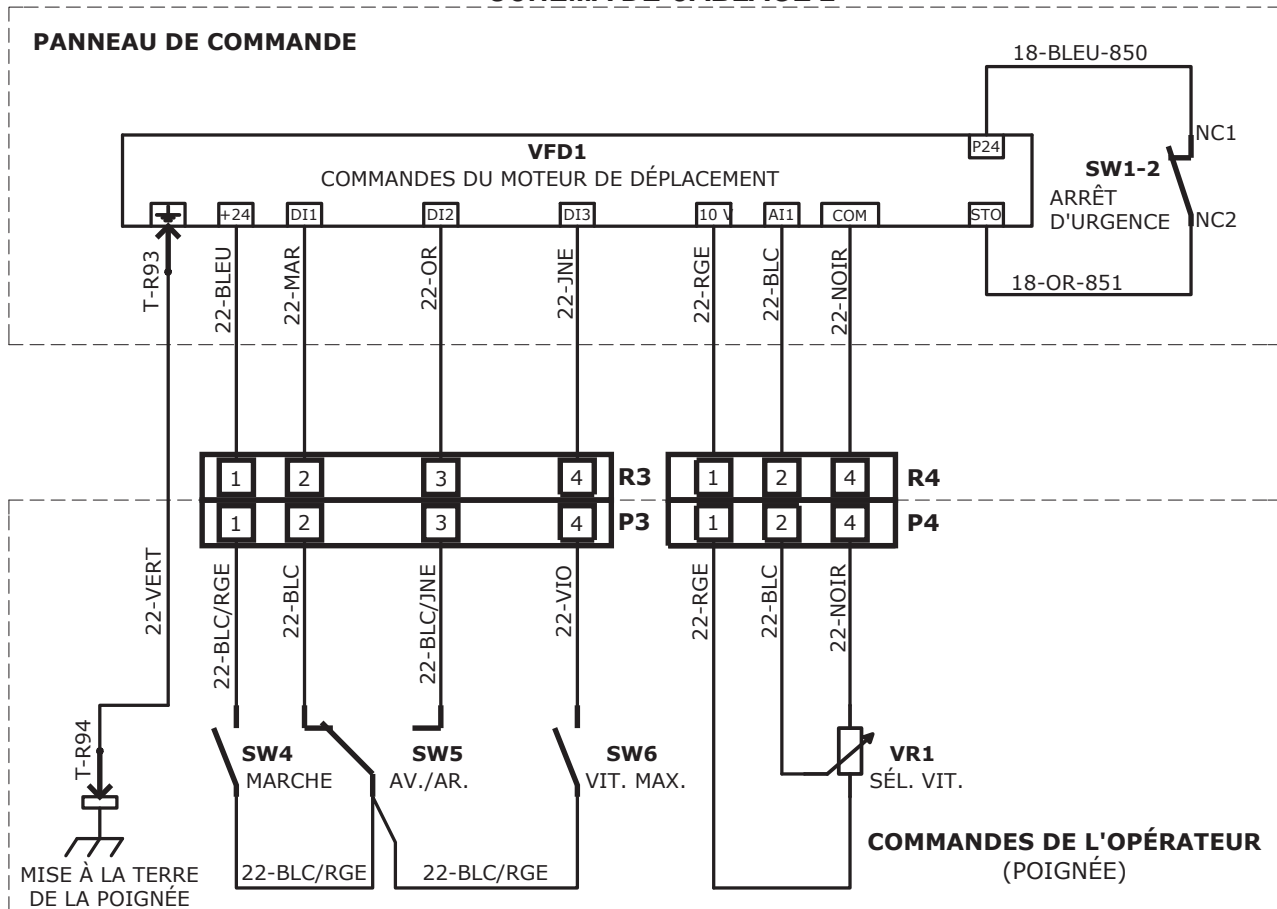 PANNEAU DE COMMANDE
18-BLEU-850
VFD1
COMMANDES DU MOTEUR DE DÉPLACEMENT
P24
NC1
SW1-2
ARRÊT
D'URGENCE
NC2
+24
DI1
DI2
DI3
10 V
AI1
COM
STO
18-OR-851
T-R93
22-BLEU
22-MAR
22-OR
22-JNE
22-RGE
22-BLC
22-NOIR
1
2
3
4
R3
1
2
4
R4
1
2
3
4
P3
1
2
4
P4
22-VERT
22-BLC/RGE
22-BLC
22-BLC/JNE
22-VIO
22-RGE
22-BLC
22-NOIR
T-R94
SW4
MARCHE
SW5
AV./AR.
SW6
VIT. MAX.
VR1
SÉL. VIT.
COMMANDES DE L'OPÉRATEUR
(POIGNÉE)
22-BLC/RGE
22-BLC/RGE
MISE À LA TERRE
DE LA POIGNÉE